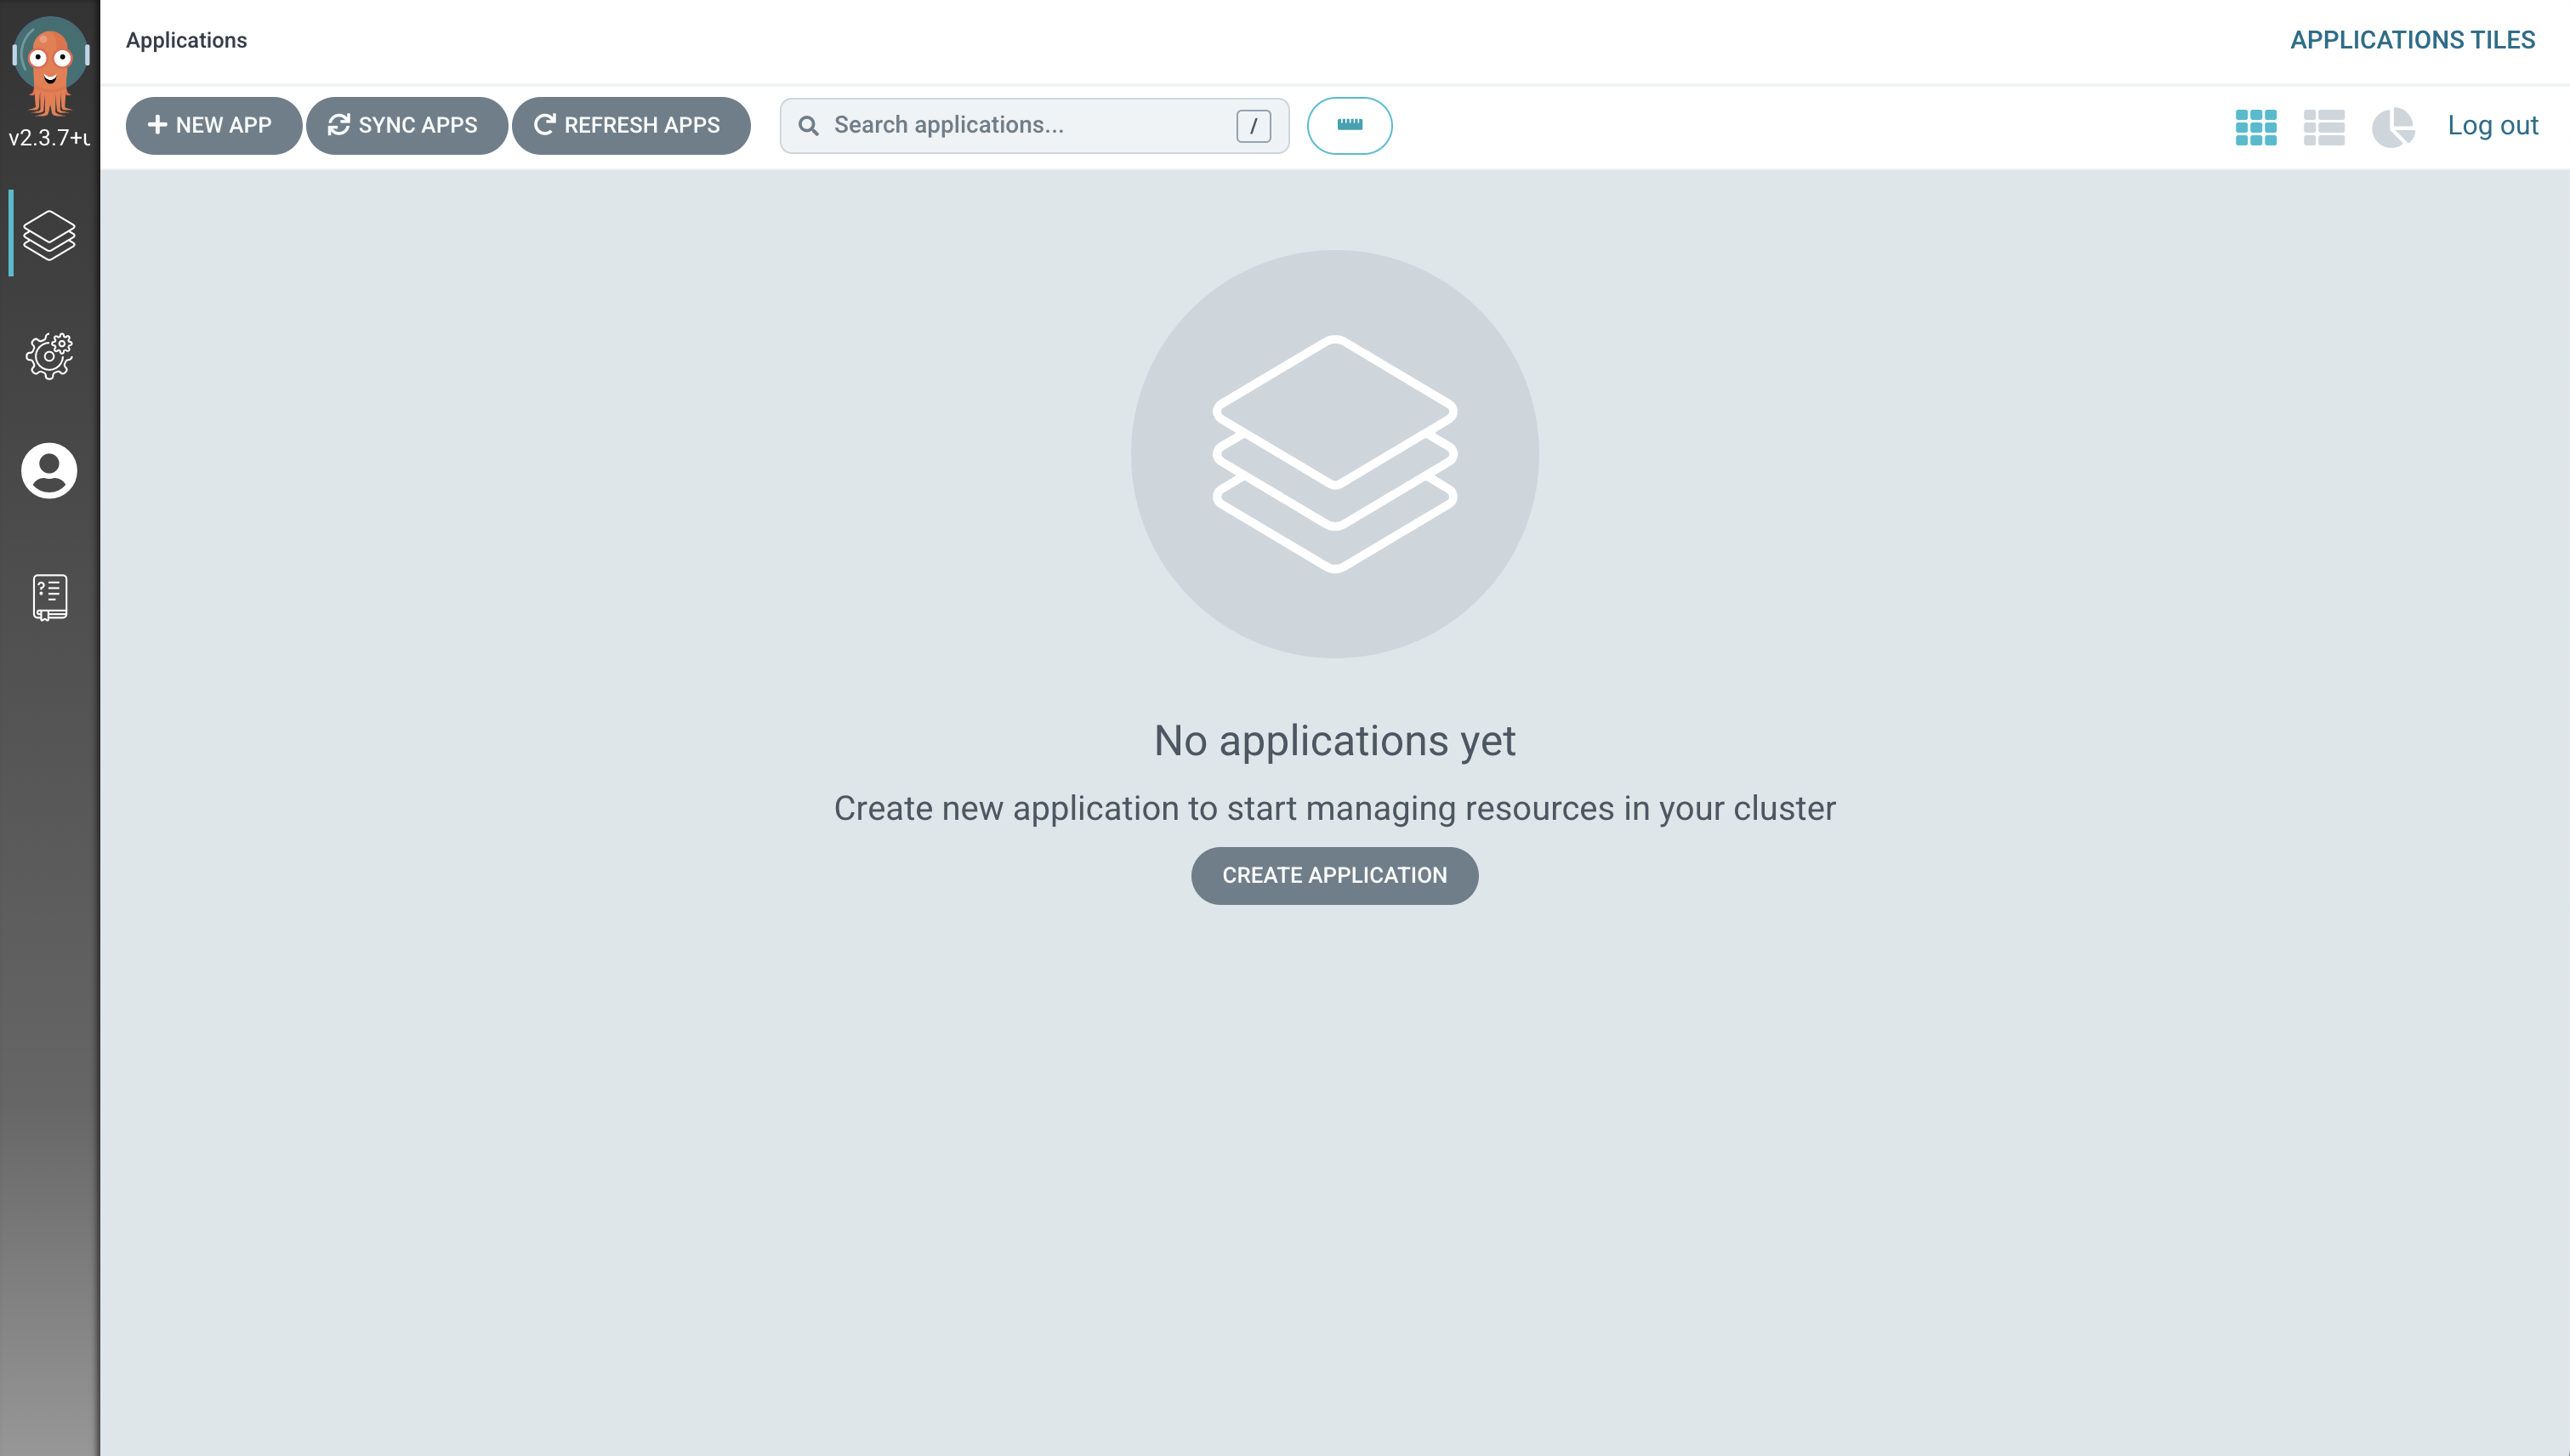 Applications
APPLICATIONS TILES
v2.3.7+u
NEW APP
SYNC APPS
REFRESH APPS
Search applications...
/
Log out
No applications yet
Create new application to start managing resources in your cluster
CREATE APPLICATION